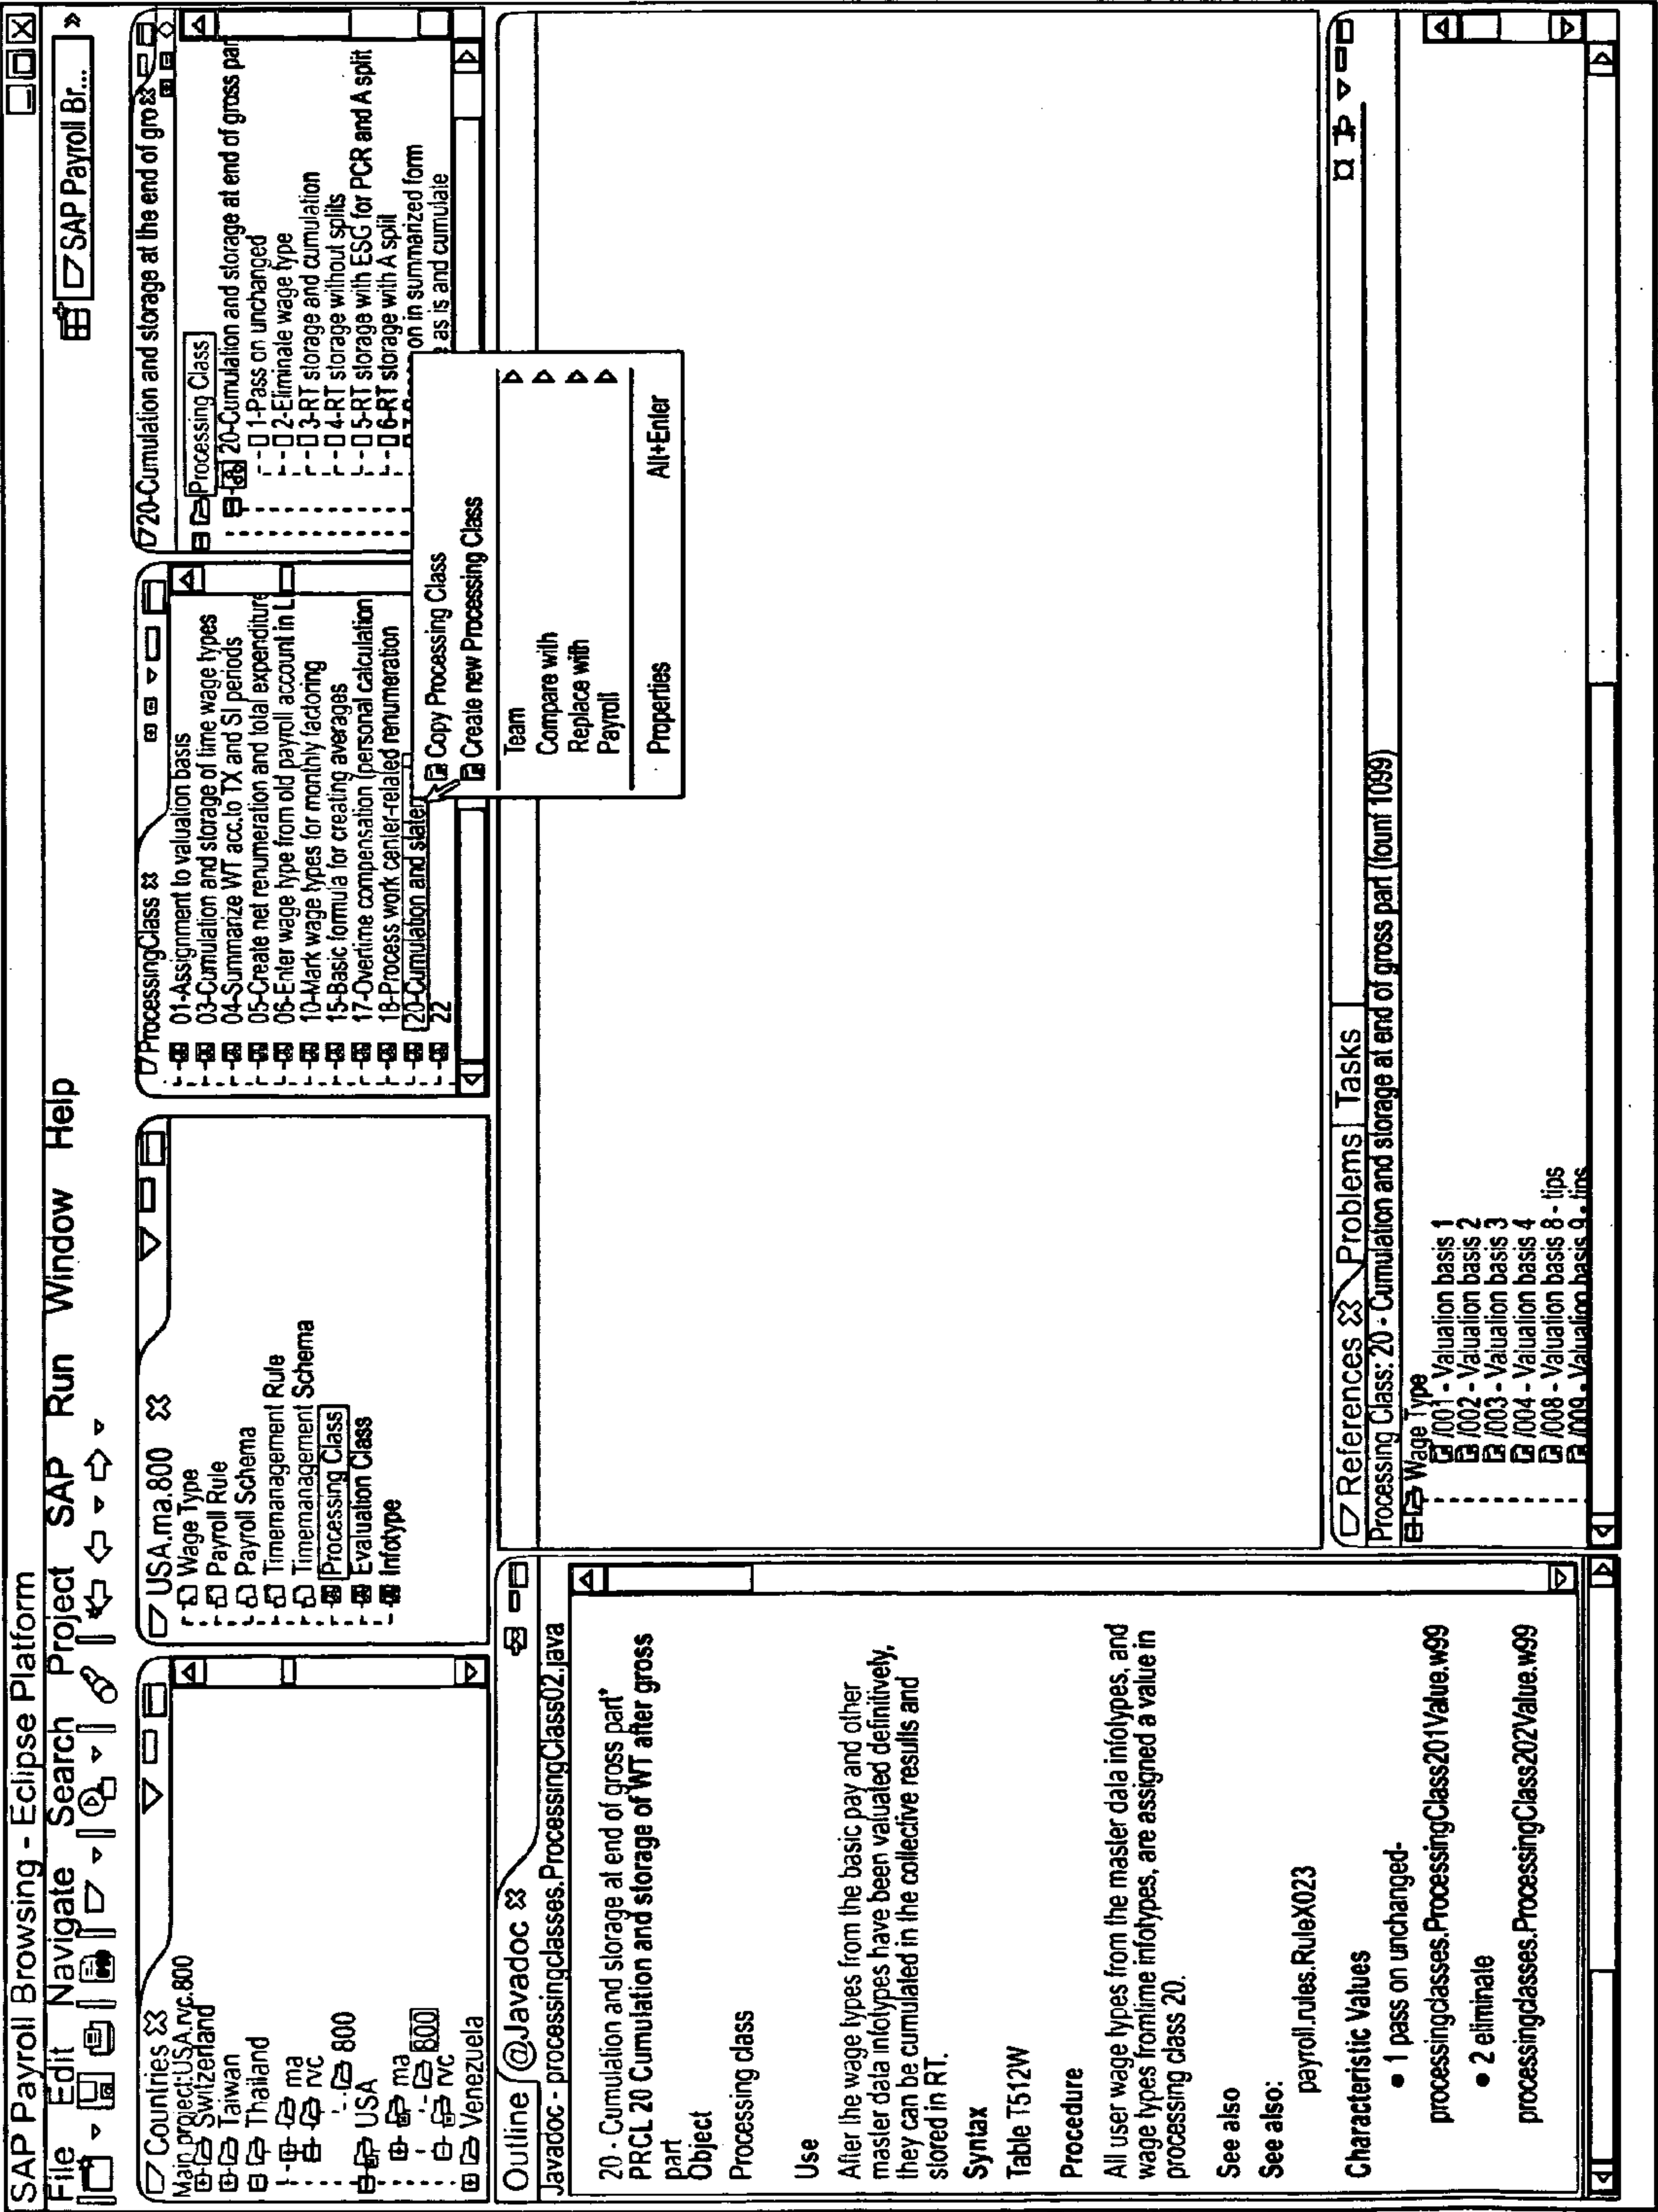 SAP Payroll Browsing - Eclipse Platform
File Edit Navigate Search Project SAP Run Window Help
SAP Payroll Br...
Countries
Main project:USA.rvc.800
Switzerland
Taiwan
Thailand
ma
rvc
800
USA
ma
800
rvc
Venezuela
USA.ma.800
Wage Type
Payroll Rule
Payroll Schema
Timemanagement Rule
Timemanagement Schema
Processing Class
Evaluation Class
Infotype
ProcessingClass
01-Assignment to valuation basis
03-Cumulation and storage of time wage types
04-Summarize WT acc.to TX and SI periods
05-Create net renumeration and total expenditure
06-Enter wage type from old payroll account in L
10-Mark wage types for monthly factoring
15-Basic formula for creating averages
17-Overtime compensation (personal calculation
18-Process work center-related renumeration
20-Cumulation and slate
22
20-Cumulation and storage at the end of gro
Processing Class
20-Cumulation and storage at end of gross par
1-Pass on unchanged
2-Eliminale wage type
3-RT storage and cumulation
4-RT storage without splits
5-RT storage with ESG for PCR and A split
6-RT storage with A split
on in summarized form
as is and cumulate
Copy Processing Class
Create new Processing Class
Team
Compare with
Replace with
Payroll
Properties Alt+Enter
Outline @Javadoc
Javadoc - processingclasses.ProcessingClass02.java
20 - Cumulation and storage at end of gross part*
PRCL 20 Cumulation and storage of WT after gross
part
Object
Processing class
Use
After the wage types from the basic pay and other
master data infotypes have been valuated definitively,
they can be cumulated in the collective results and
stored in RT.
Syntax
Table T512W
Procedure
All user wage types from the master data infotypes, and
wage types fromtime infotypes, are assigned a value in
processing class 20.
See also
See also:
payroll.rules.RuleX023
Characteristic Values
• 1 pass on unchanged-
processingclasses.ProcessingClass201Value.w99
• 2 eliminate
processingclasses.ProcessingClass202Value.w99
References Problems Tasks
Processing Class: 20 - Cumulation and storage at end of gross part (founf 1099)
Wage Type
/001 - Valuation basis 1
/002 - Valuation basis 2
/003 - Valuation basis 3
/004 - Valuation basis 4
/008 - Valuation basis 8 - tips
/009 - Valuation basis 9 - tips